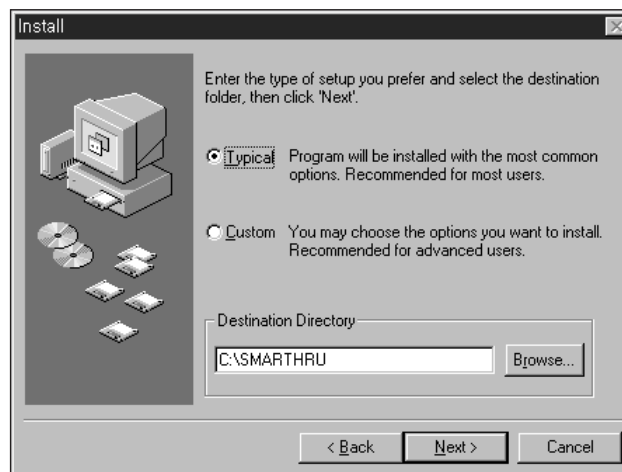 Install
Enter the type of setup you prefer and select the destination
folder, then click 'Next'.
Typical Program will be installed with the most common
options. Recommended for most users.
Custom You may choose the options you want to install.
Recommended for advanced users.
Destination Directory
C:\SMARTHRU
Browse...
< Back Next > Cancel